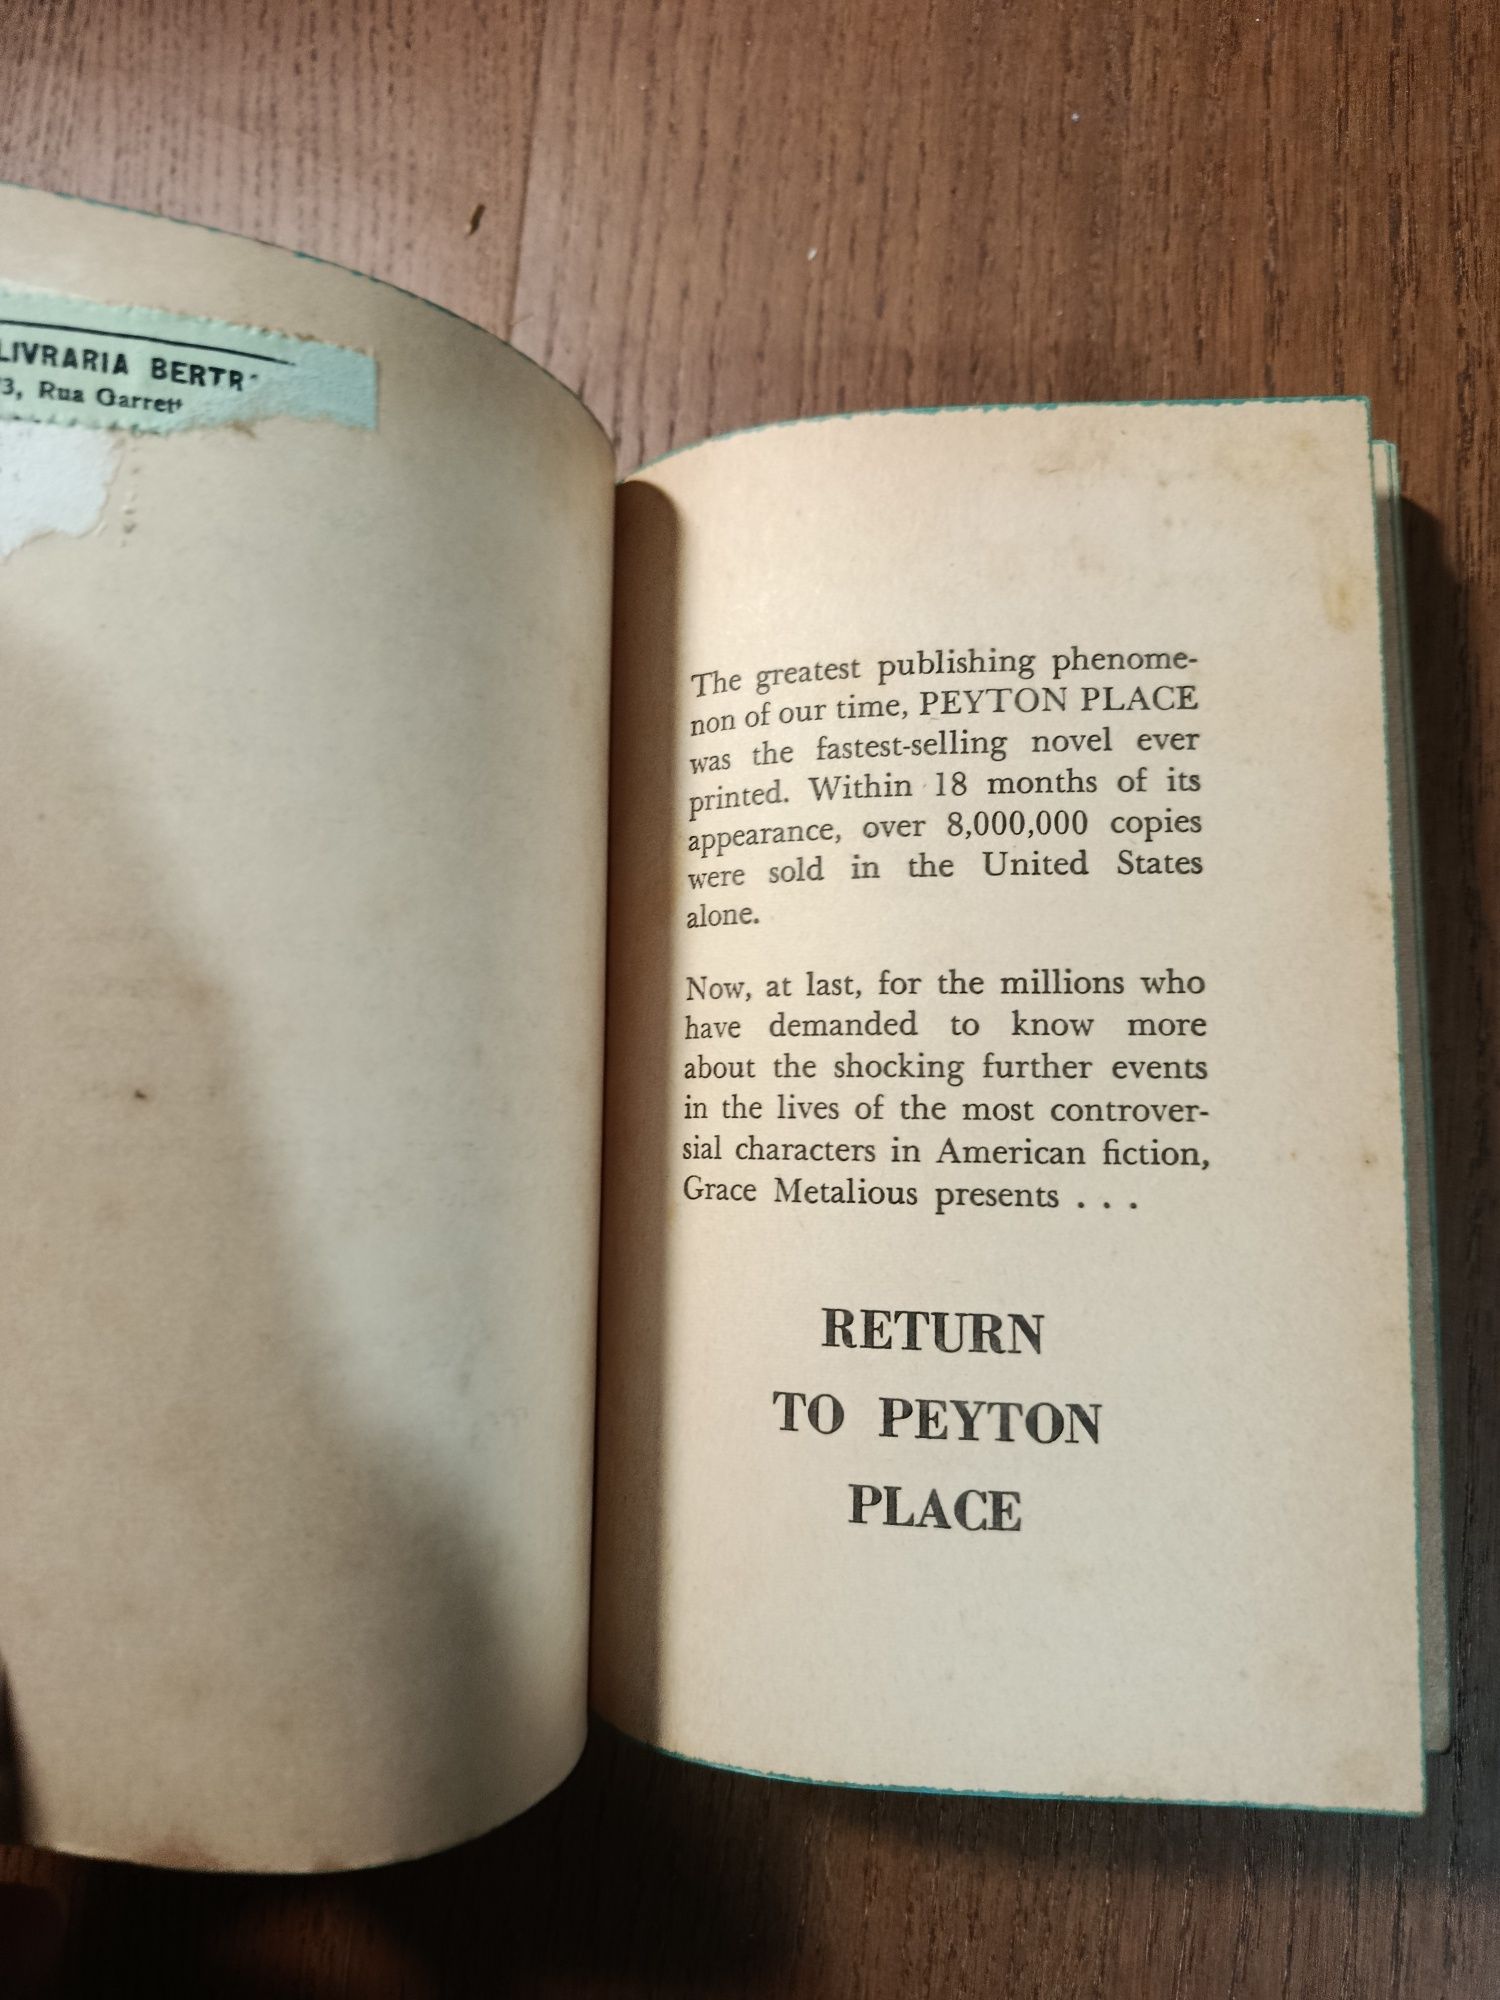 LIVRARIA BERTR
73, Rua Garrett
The greatest publishing phenome-
non of our time, PEYTON PLACE
was the fastest-selling novel ever
printed. Within 18 months of its
appearance, over 8,000,000 copies
were sold in the United States
alone.
Now, at last, for the millions who
have demanded to know more
about the shocking further events
in the lives of the most controver-
sial characters in American fiction,
Grace Metalious presents . . .
RETURN
TO PEYTON
PLACE